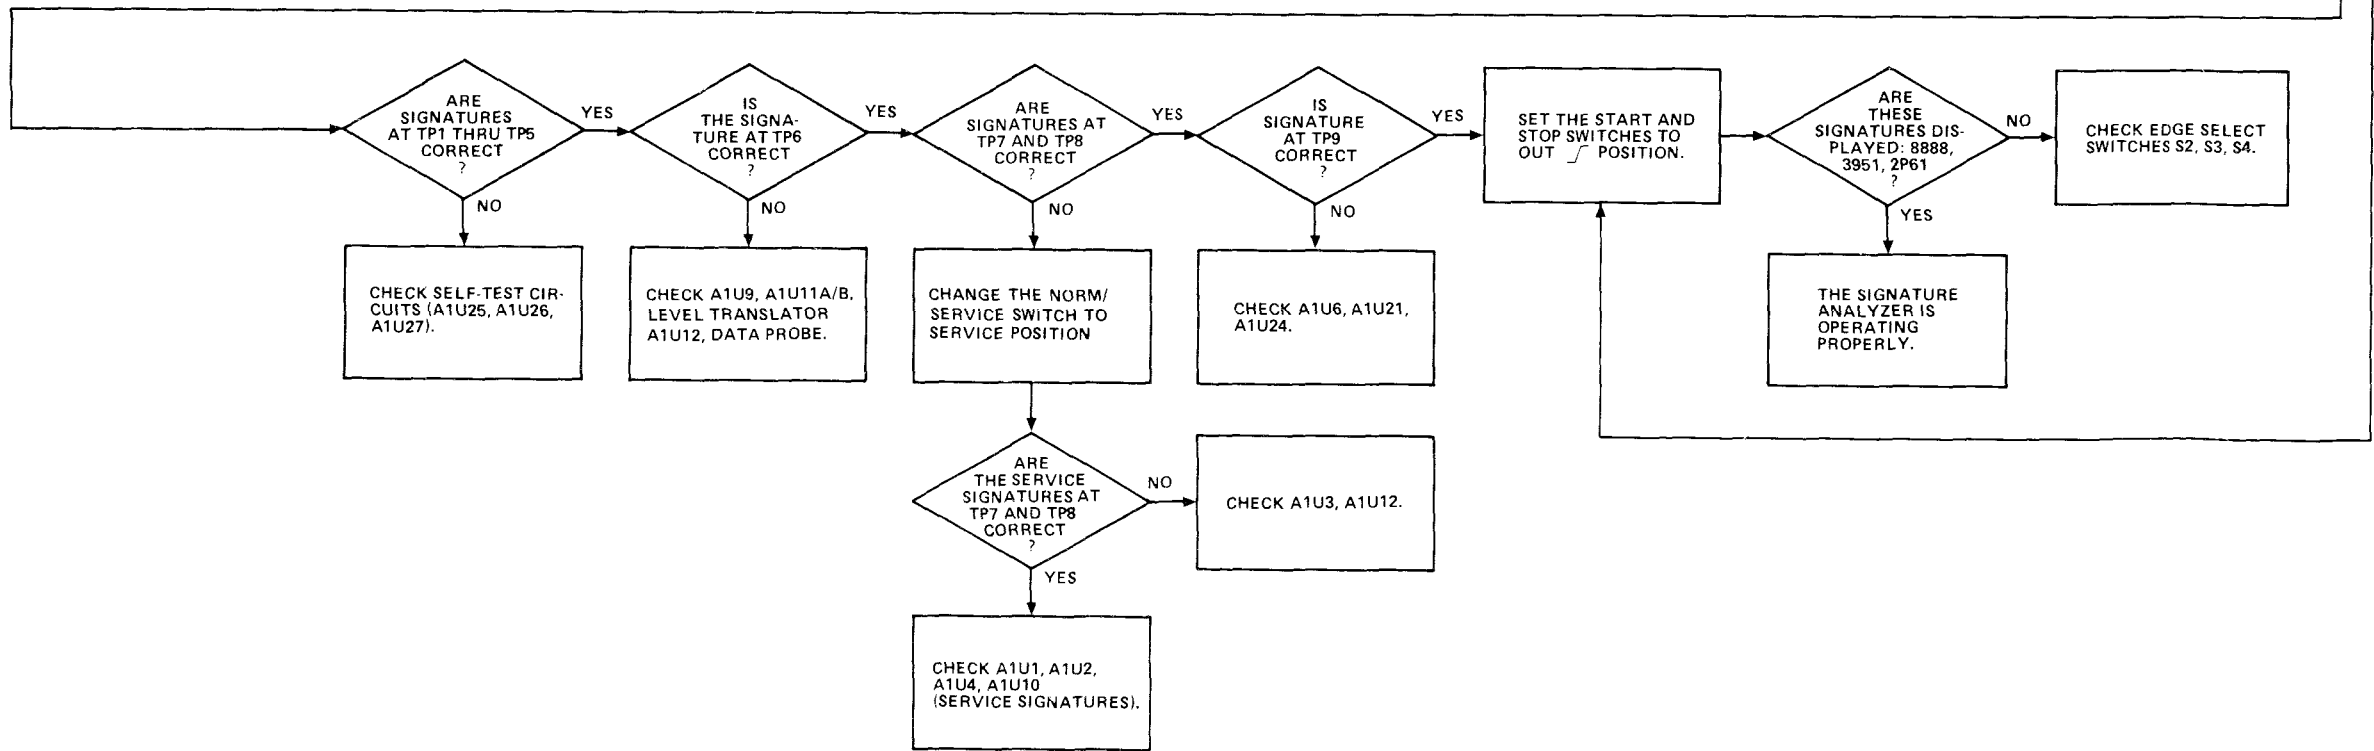 ARE
SIGNATURES
AT TP1 THRU TP5
CORRECT
?
YES
NO
IS
THE SIGNA-
TURE AT TP6
CORRECT
?
YES
NO
ARE
SIGNATURES AT
TP7 AND TP8
CORRECT
?
YES
NO
IS
SIGNATURE
AT TP9
CORRECT
?
YES
NO
SET THE START AND
STOP SWITCHES TO
OUT POSITION.
ARE
THESE
SIGNATURES DIS-
PLAYED: 8888,
3951, 2P61
?
NO
YES
CHECK EDGE SELECT
SWITCHES S2, S3, S4.
CHECK SELF-TEST CIR-
CUITS (A1U25, A1U26,
A1U27).
CHECK A1U9, A1U11A/B,
LEVEL TRANSLATOR
A1U12, DATA PROBE.
CHANGE THE NORM/
SERVICE SWITCH TO
SERVICE POSITION
CHECK A1U6, A1U21,
A1U24.
THE SIGNATURE
ANALYZER IS
OPERATING
PROPERLY.
ARE
THE SERVICE
SIGNATURES AT
TP7 AND TP8
CORRECT
?
NO
YES
CHECK A1U3, A1U12.
CHECK A1U1, A1U2,
A1U4, A1U10
(SERVICE SIGNATURES).